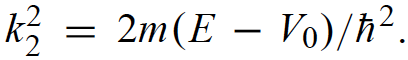 k₂² = 2m(E − V₀)/ħ².